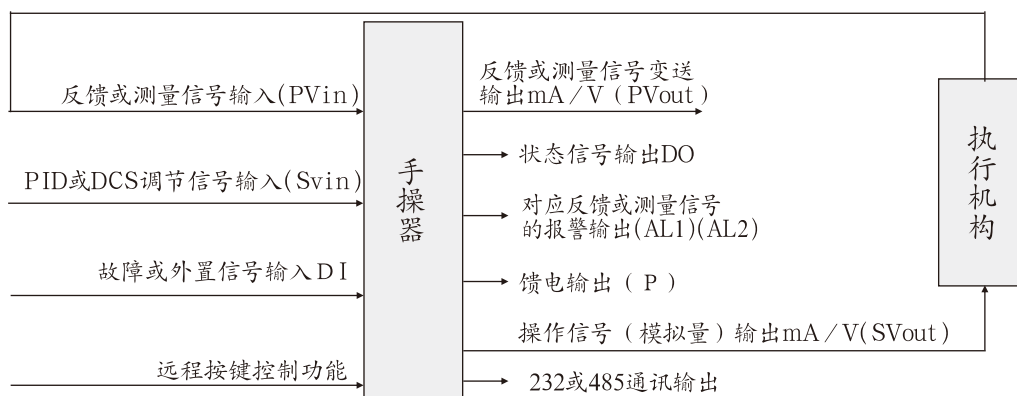 反馈或测量信号输入(PVin)
PID或DCS调节信号输入(Svin)
故障或外置信号输入DI
远程按键控制功能
手操器
反馈或测量信号变送
输出mA/V(PVout)
状态信号输出DO
对应反馈或测量信号
的报警输出(AL1)(AL2)
馈电输出(P)
操作信号(模拟量)输出mA/V(SVout)
232或485通讯输出
执行机构